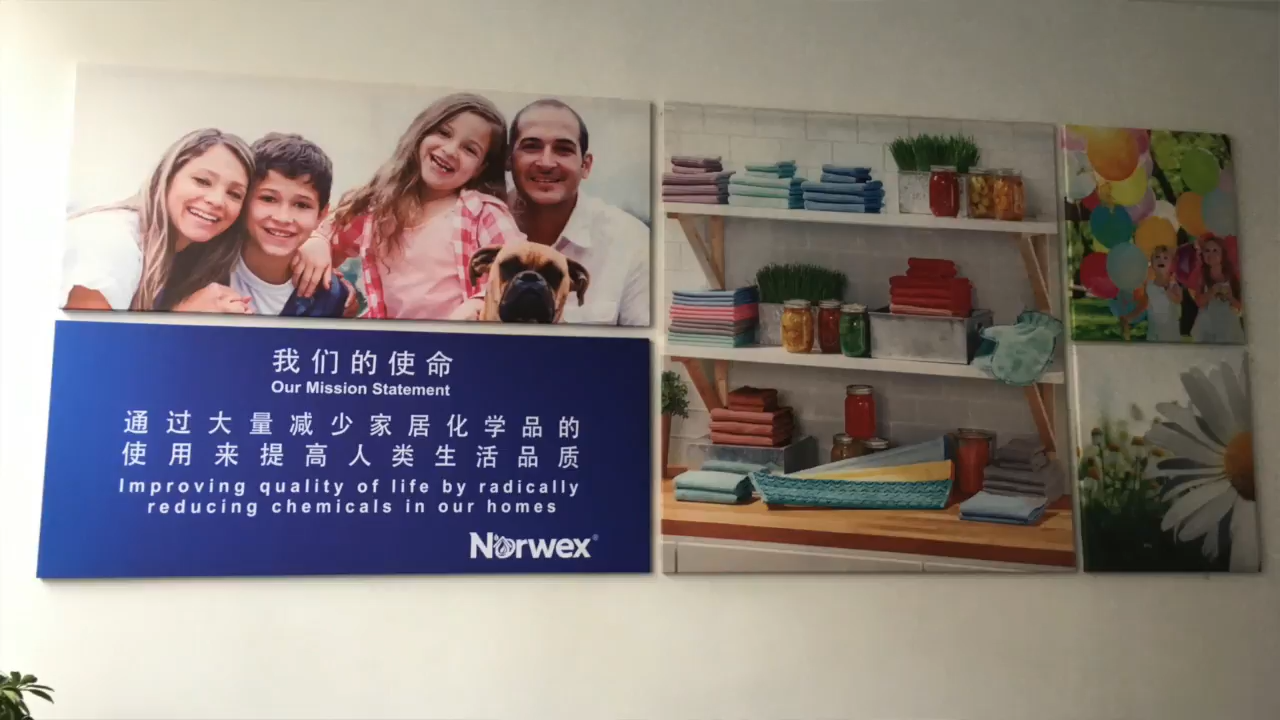 我们的使命
Our Mission Statement
通过大量减少家居化学品的
使用来提高人类生活品质
Improving quality of life by radically
reducing chemicals in our homes
Norwex®